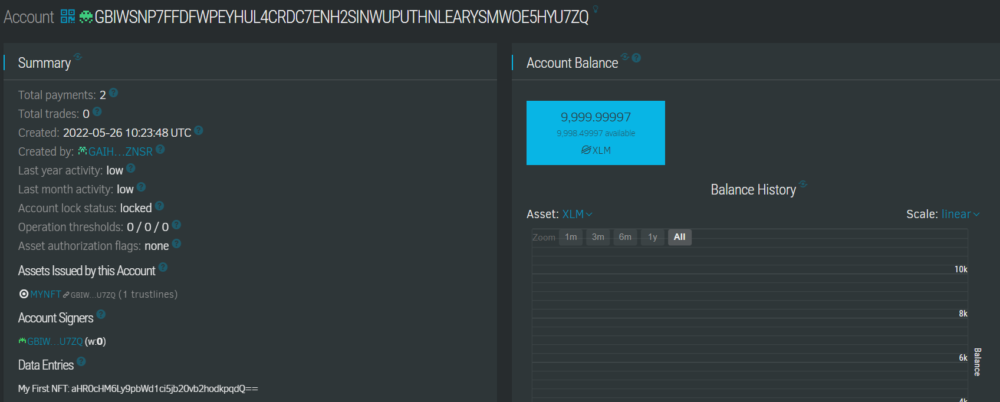 Account GBIWSNP7FFDFWPEYHUL4CRDC7ENH2SINWUPUTHNLEARYSMWOE5HYU7ZQ
Summary
Total payments: 2
Total trades: 0
Created: 2022-05-26 10:23:48 UTC
Created by: GAIH...ZNSR
Last year activity: low
Last month activity: low
Account lock status: locked
Operation thresholds: 0 / 0 / 0
Asset authorization flags: none
Assets Issued by this Account
MYNFT GBIW...U7ZQ (1 trustlines)
Account Signers
GBIW...U7ZQ (w:0)
Data Entries
My First NFT: aHR0cHM6Ly9pbWd1ci5jb20vb2hodkpqdQ==
Account Balance
9,999.99997
9,998.49997 available
XLM
Balance History
Asset: XLM
Scale: linear
Zoom 1m 3m 6m 1y All
10k
8k
6k
4k
Balance